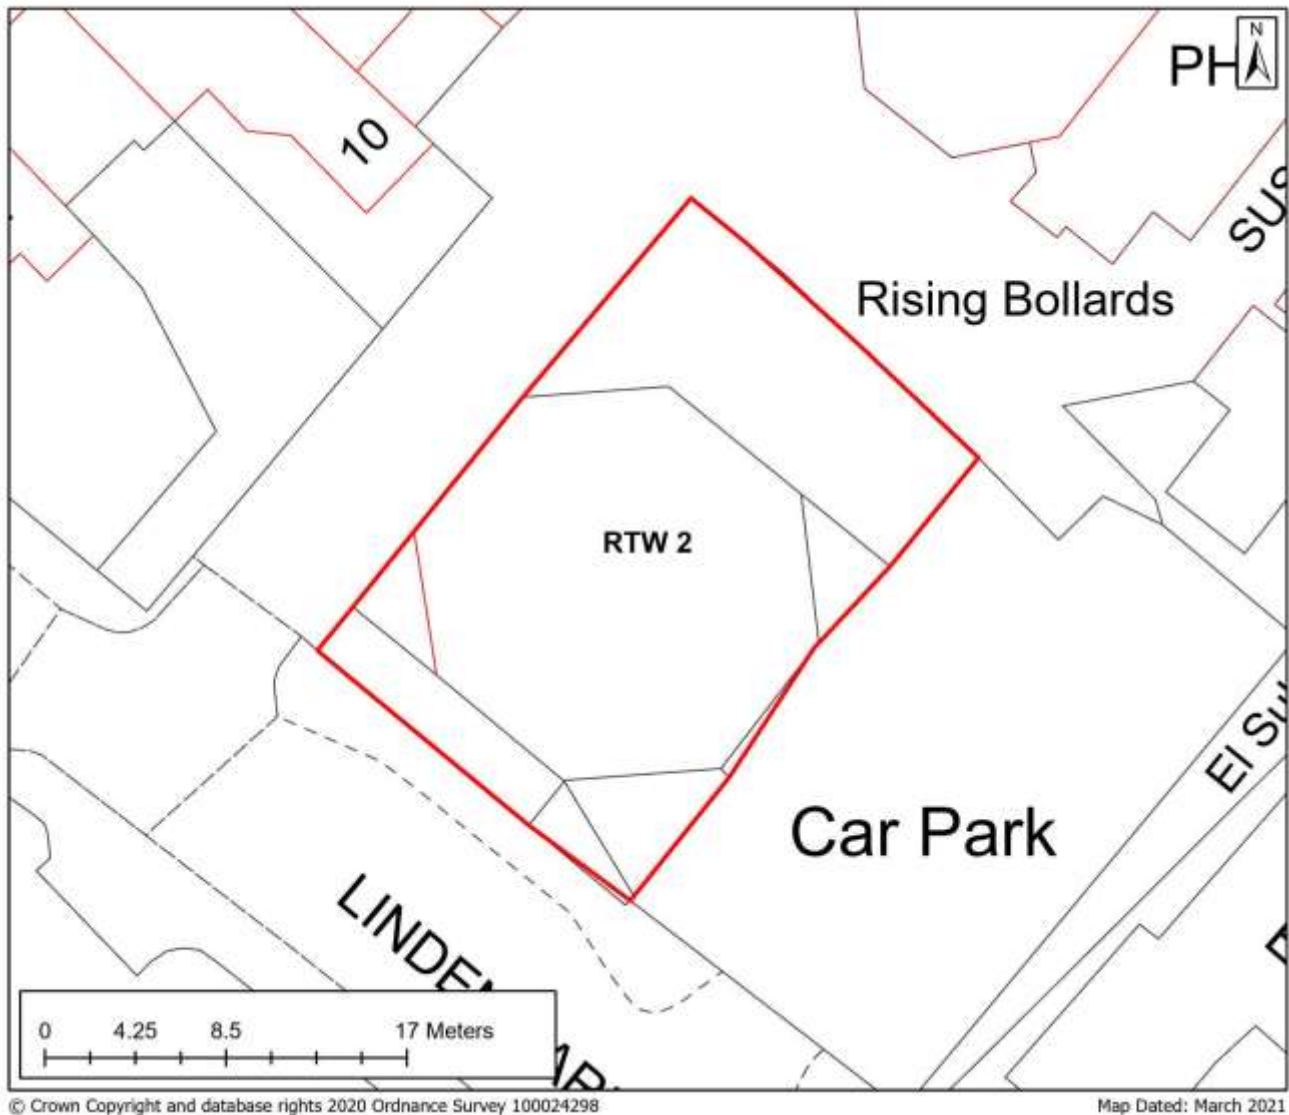 N
PH
10
SUS
Rising Bollards
RTW 2
El Su
Car Park
LINDEN
0 4.25 8.5 17 Meters
© Crown Copyright and database rights 2020 Ordnance Survey 100024298
Map Dated: March 2021